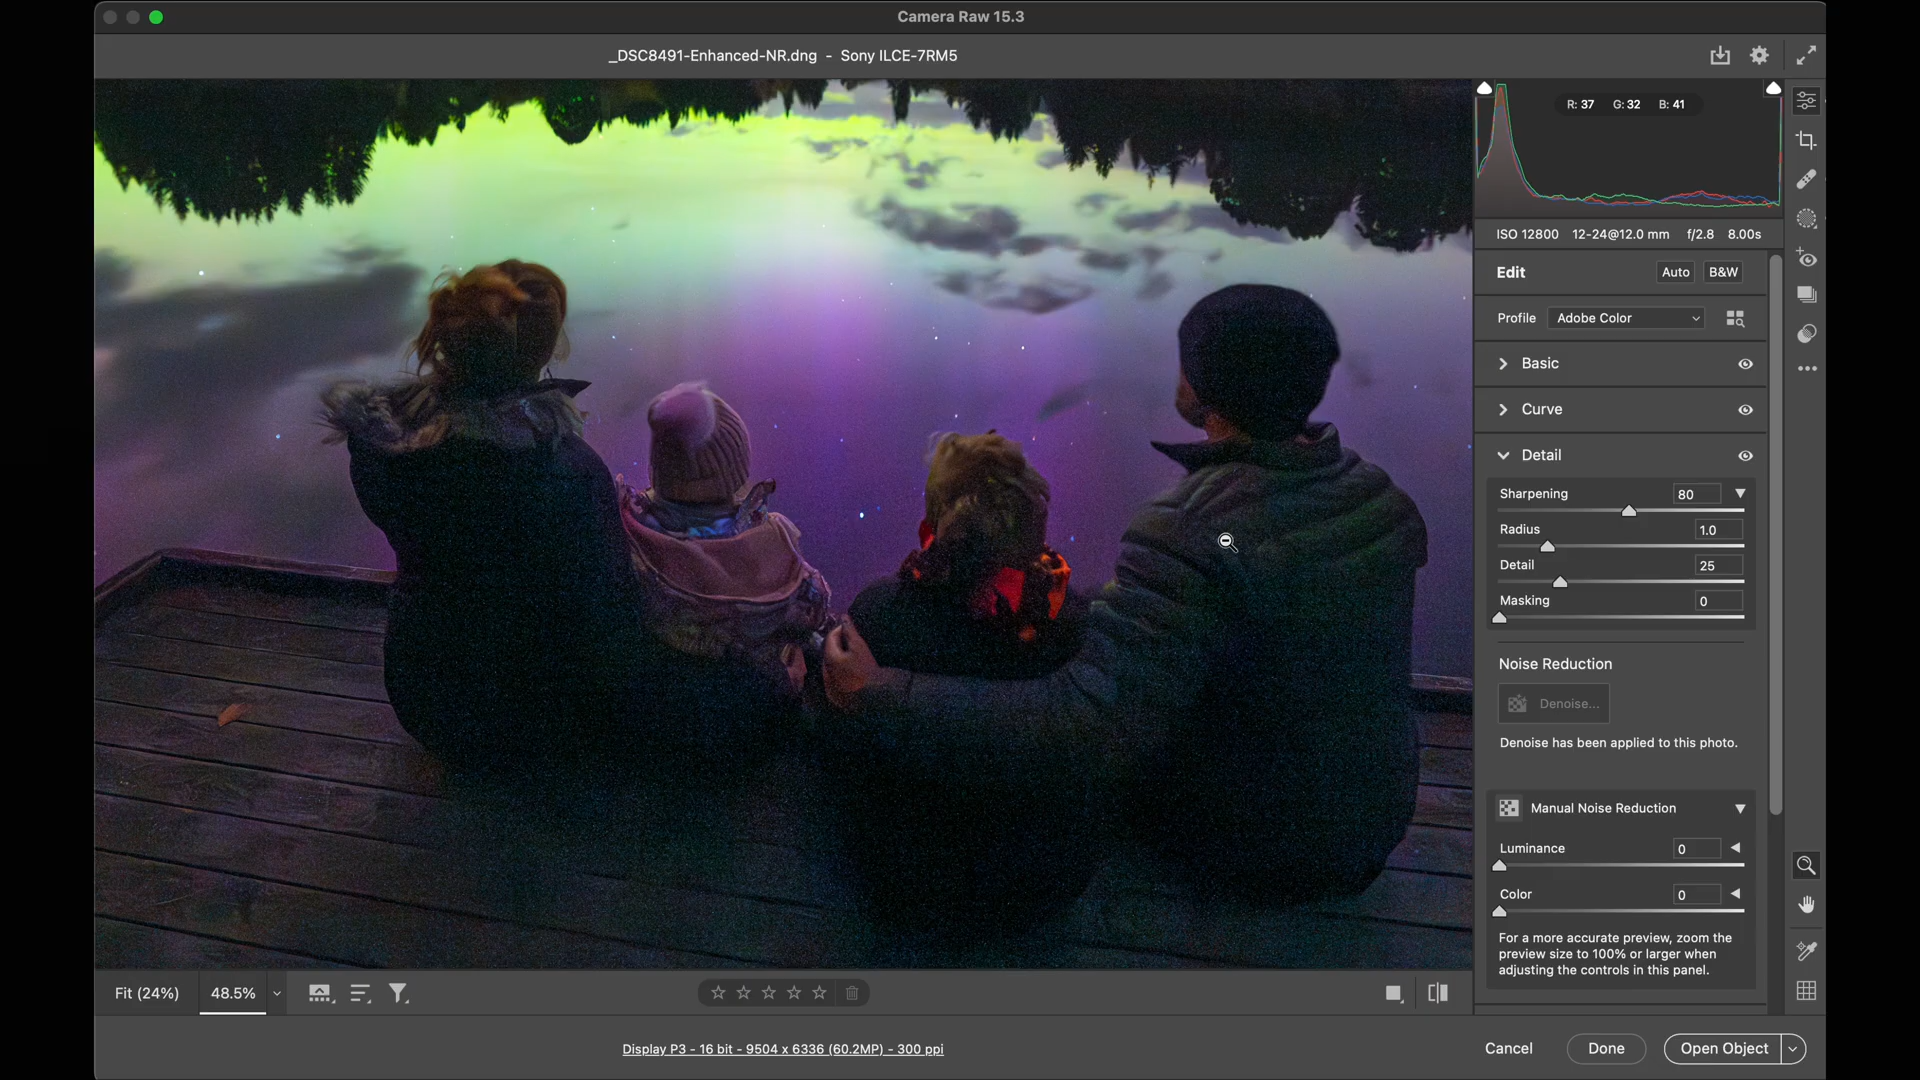 Camera Raw 15.3
_DSC8491-Enhanced-NR.dng - Sony ILCE-7RM5
R: 37 G: 32 B: 41
ISO 12800 12-24@12.0 mm f/2.8 8.00s
Edit Auto B&W
Profile Adobe Color
Basic
Curve
Detail
Sharpening 80
Radius 1.0
Detail 25
Masking 0
Noise Reduction
Denoise...
Denoise has been applied to this photo.
Manual Noise Reduction
Luminance 0
Color 0
For a more accurate preview, zoom the
preview size to 100% or larger when
adjusting the controls in this panel.
Fit (24%) 48.5%
Display P3 - 16 bit - 9504 x 6336 (60.2MP) - 300 ppi
Cancel Done Open Object